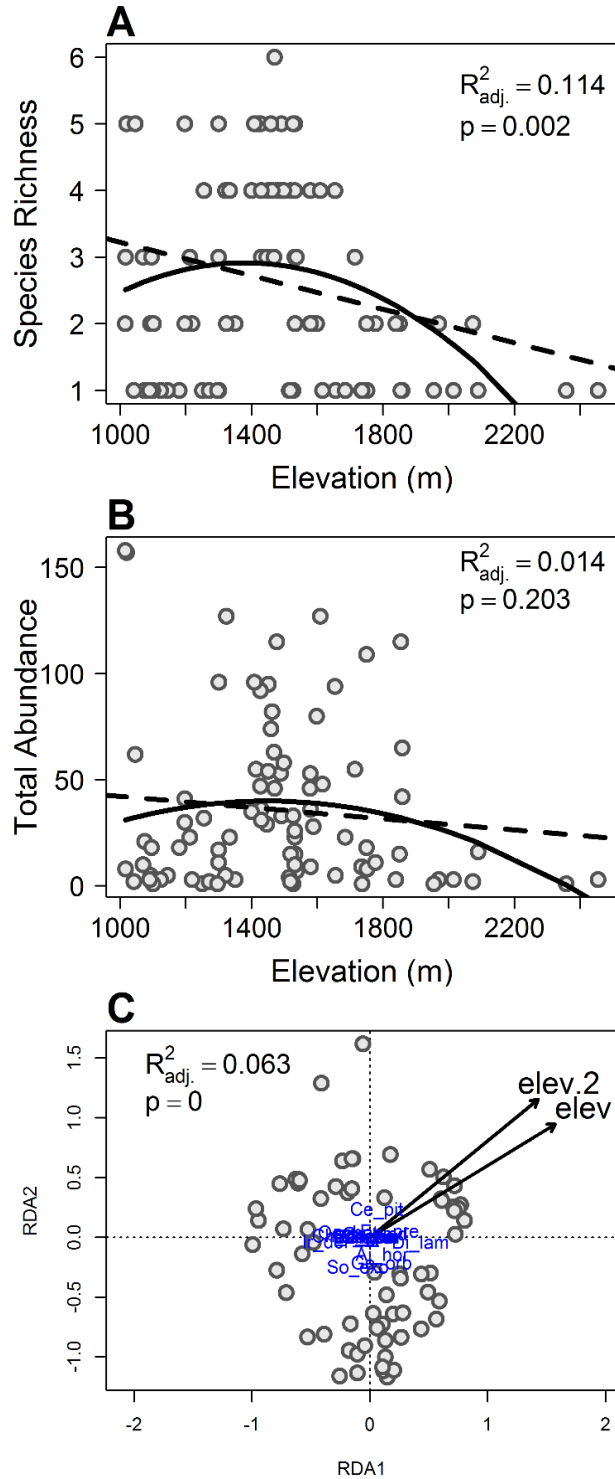 A
6
5
4
3
2
1
Species Richness
R²adj. = 0.114
p = 0.002
1000 1400 1800 2200
Elevation (m)
B
150
100
50
0
Total Abundance
R²adj. = 0.014
p = 0.203
1000 1400 1800 2200
Elevation (m)
C
1.5
1.0
0.5
0.0
-0.5
-1.0
RDA2
R²adj. = 0.063
p = 0
elev.2
elev
Ce_pit
Di_lam
Ai_hor
-2 -1 0 1 2
RDA1